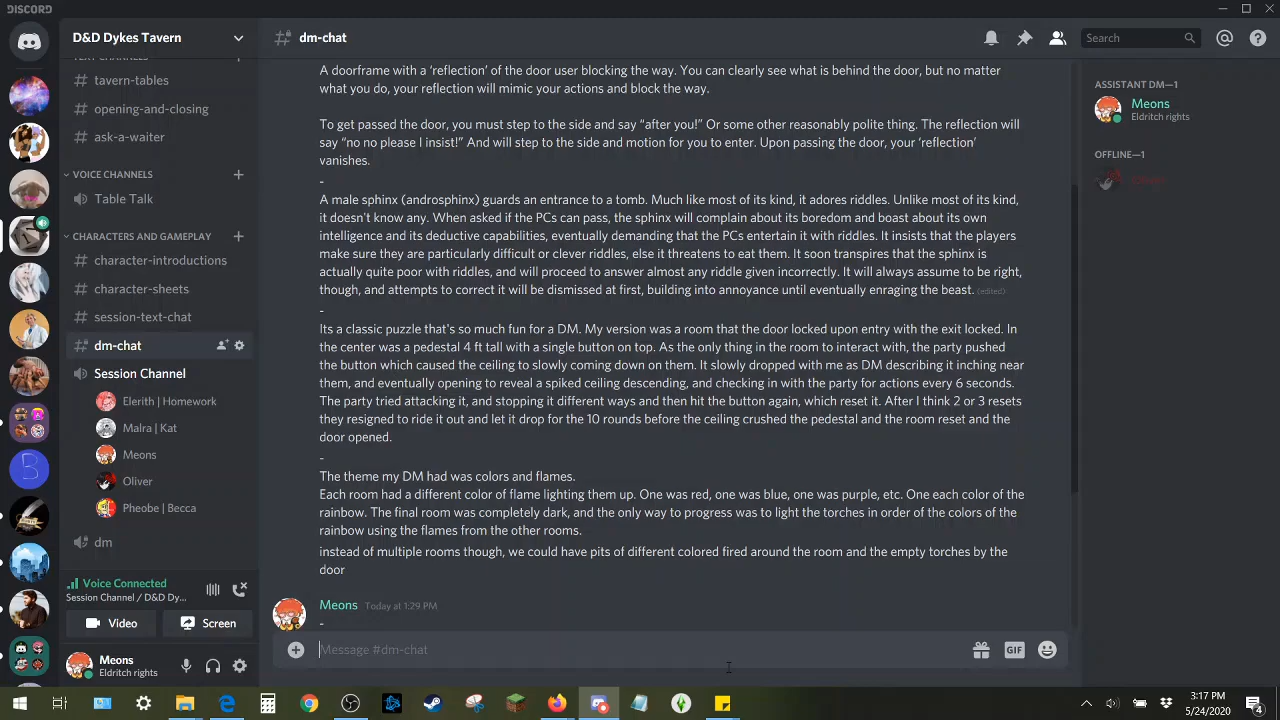 DISCORD
D&D Dykes Tavern
dm-chat
Search
TEXT CHANNELS
tavern-tables
opening-and-closing
ask-a-waiter
VOICE CHANNELS
Table Talk
CHARACTERS AND GAMEPLAY
character-introductions
character-sheets
session-text-chat
dm-chat
Session Channel
Elerith | Homework
Malra | Kat
Meons
Oliver
Pheobe | Becca
dm
Voice Connected
Session Channel / D&D Dy...
Video
Screen
Meons
Eldritch rights
A doorframe with a ‘reflection’ of the door user blocking the way. You can clearly see what is behind the door, but no matter
what you do, your reflection will mimic your actions and block the way.
To get passed the door, you must step to the side and say “after you!” Or some other reasonably polite thing. The reflection will
say “no no please I insist!” And will step to the side and motion for you to enter. Upon passing the door, your ‘reflection’
vanishes.
-
A male sphinx (androsphinx) guards an entrance to a tomb. Much like most of its kind, it adores riddles. Unlike most of its kind,
it doesn't know any. When asked if the PCs can pass, the sphinx will complain about its boredom and boast about its own
intelligence and its deductive capabilities, eventually demanding that the PCs entertain it with riddles. It insists that the players
make sure they are particularly difficult or clever riddles, else it threatens to eat them. It soon transpires that the sphinx is
actually quite poor with riddles, and will proceed to answer almost any riddle given incorrectly. It will always assume to be right,
though, and attempts to correct it will be dismissed at first, building into annoyance until eventually enraging the beast. (edited)
-
Its a classic puzzle that's so much fun for a DM. My version was a room that the door locked upon entry with the exit locked. In
the center was a pedestal 4 ft tall with a single button on top. As the only thing in the room to interact with, the party pushed
the button which caused the ceiling to slowly coming down on them. It slowly dropped with me as DM describing it inching near
them, and eventually opening to reveal a spiked ceiling descending, and checking in with the party for actions every 6 seconds.
The party tried attacking it, and stopping it different ways and then hit the button again, which reset it. After I think 2 or 3 resets
they resigned to ride it out and let it drop for the 10 rounds before the ceiling crushed the pedestal and the room reset and the
door opened.
-
The theme my DM had was colors and flames.
Each room had a different color of flame lighting them up. One was red, one was blue, one was purple, etc. One each color of the
rainbow. The final room was completely dark, and the only way to progress was to light the torches in order of the colors of the
rainbow using the flames from the other rooms.
instead of multiple rooms though, we could have pits of different colored fired around the room and the empty torches by the
door
Meons Today at 1:29 PM
-
Message #dm-chat
GIF
ASSISTANT DM—1
Meons
Eldritch rights
OFFLINE—1
3:17 PM
5/24/2020
4